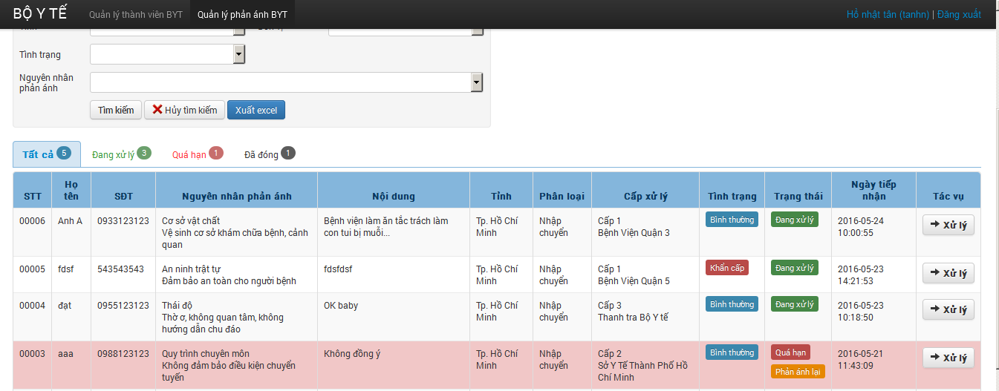 BỘ Y TẾ Quản lý thành viên BYT Quản lý phản ánh BYT Hồ nhật tân (tanhn) | Đăng xuất
Tình trạng
Nguyên nhân
phản ánh
Tìm kiếm Hủy tìm kiếm Xuất excel
Tất cả 5 Đang xử lý 3 Quá hạn 1 Đã đóng 1
STT Họ tên SĐT Nguyên nhân phản ánh Nội dung Tỉnh Phân loại Cấp xử lý Tình trạng Trạng thái Ngày tiếp nhận Tác vụ
00006 Anh A 0933123123 Cơ sở vật chất Bệnh viện làm ăn tắc trách làm Tp. Hồ Chí Nhập Cấp 1 Bình thường Đang xử lý 2016-05-24 Xử lý
Vệ sinh cơ sở khám chữa bệnh, cảnh con tui bị muỗi... Minh chuyển Bệnh Viện Quận 3 10:00:55
quan
00005 fdsf 543543543 An ninh trật tự fdsfdsf Tp. Hồ Chí Nhập Cấp 1 Khẩn cấp Đang xử lý 2016-05-23 Xử lý
Đảm bảo an toàn cho người bệnh Minh chuyển Bệnh Viện Quận 5 14:21:53
00004 đạt 0955123123 Thái độ OK baby Tp. Hồ Chí Nhập Cấp 3 Bình thường Đang xử lý 2016-05-23 Xử lý
Thờ ơ, không quan tâm, không Minh chuyển Thanh tra Bộ Y tế 10:18:50
hướng dẫn chu đáo
00003 aaa 0988123123 Quy trình chuyên môn Không đồng ý Tp. Hồ Chí Nhập Cấp 2 Bình thường Quá hạn 2016-05-21 Xử lý
Không đảm bảo điều kiện chuyển Minh chuyển Sở Y Tế Thành Phố Hồ Phản ánh lại 11:43:09
tuyến Chí Minh